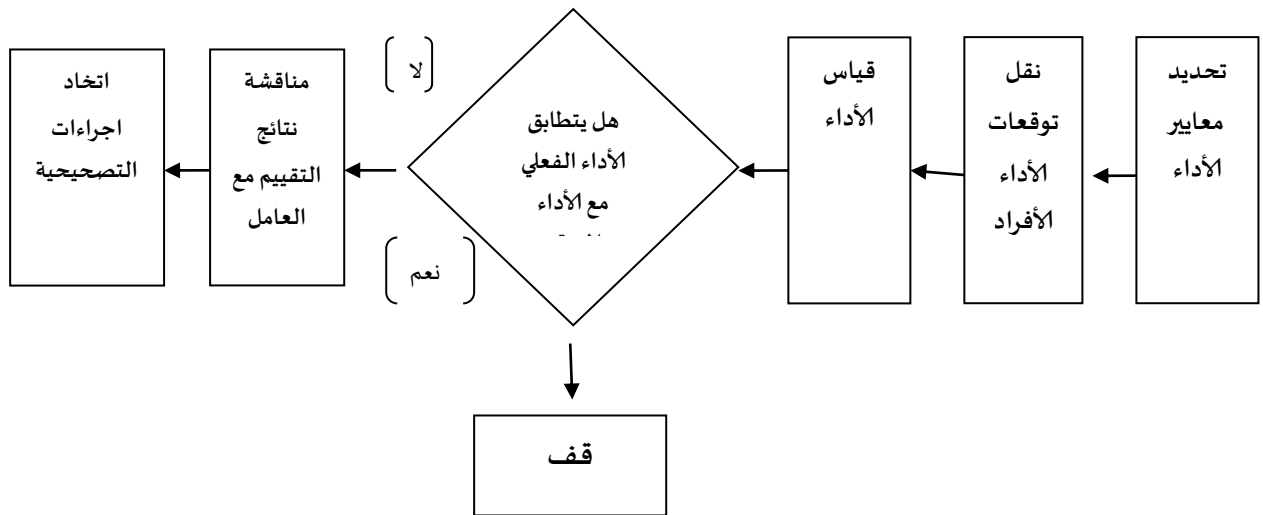 تحديد
معايير
الأداء
نقل
توقعات
الأداء
الأفراد
قياس
الأداء
هل يتطابق
الأداء الفعلي
مع الأداء
لا
نعم
مناقشة
نتائج
التقييم مع
العامل
اتخاد
اجراءات
التصحيحية
قف